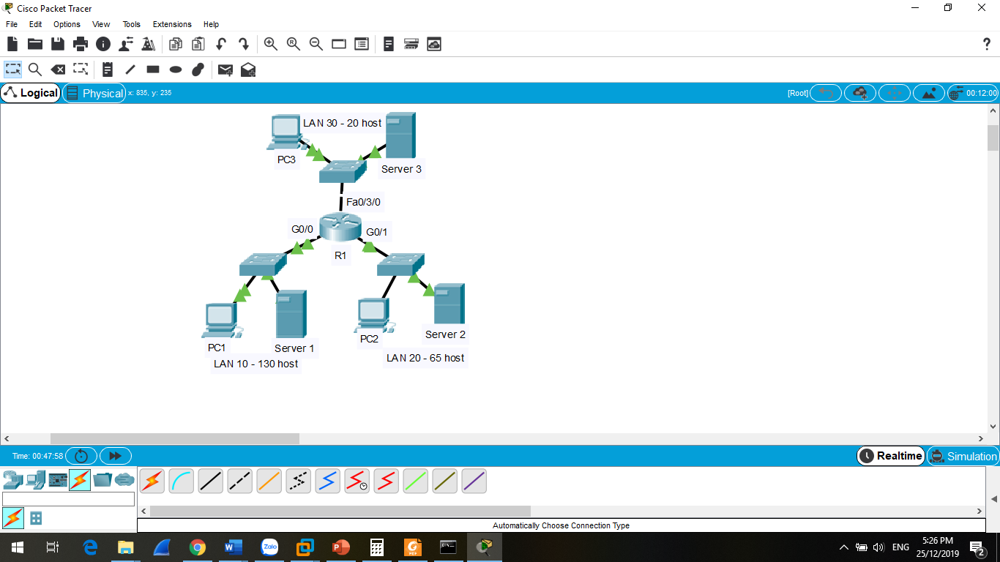 Cisco Packet Tracer
File Edit Options View Tools Extensions Help
?
Logical Physical x: 835, y: 235 [Root] 00:12:00
LAN 30 - 20 host
PC3
Server 3
Fa0/3/0
G0/0
G0/1
R1
PC1
Server 1
LAN 10 - 130 host
PC2
Server 2
LAN 20 - 65 host
Time: 00:47:58 Realtime Simulation
Automatically Choose Connection Type
Zalo
PDF
ENG
5:26 PM
25/12/2019
2